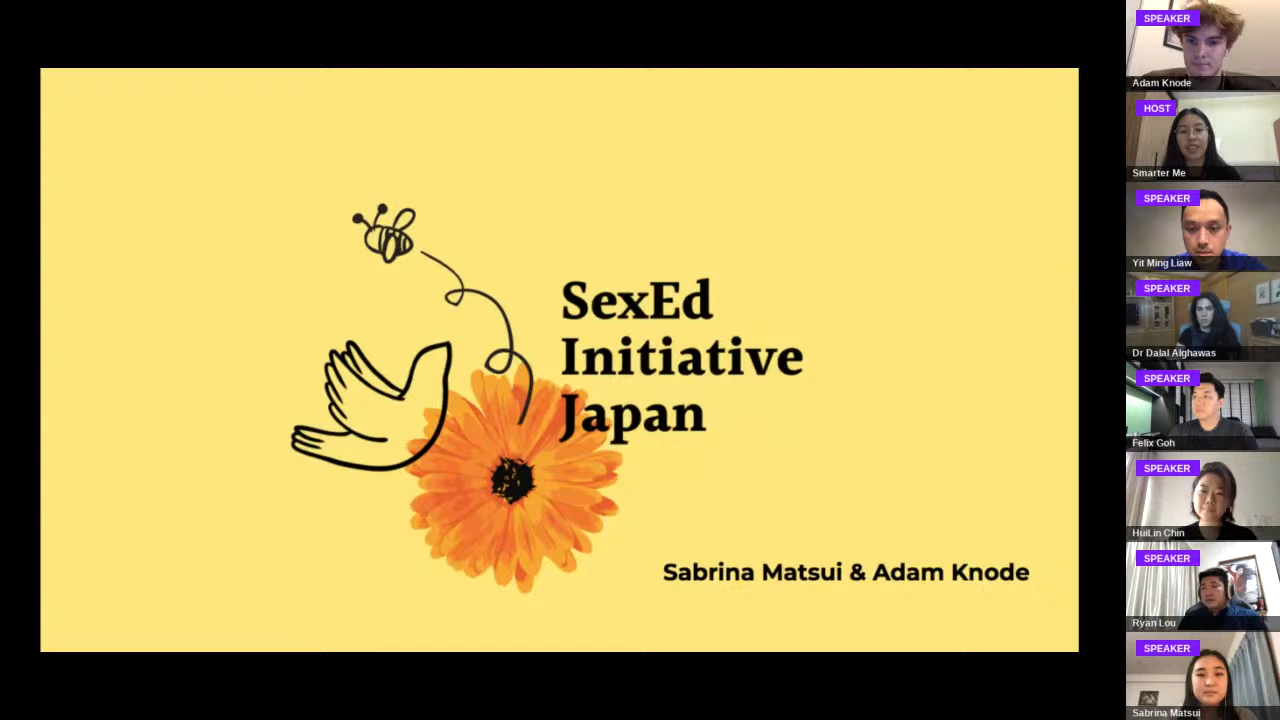 SexEd
Initiative
Japan
Sabrina Matsui & Adam Knode
SPEAKER
Adam Knode
HOST
Smarter Me
SPEAKER
Yit Ming Liaw
SPEAKER
Dr Dalal Alghawas
SPEAKER
Felix Goh
SPEAKER
HuiLin Chin
SPEAKER
Ryan Lou
SPEAKER
Sabrina Matsui